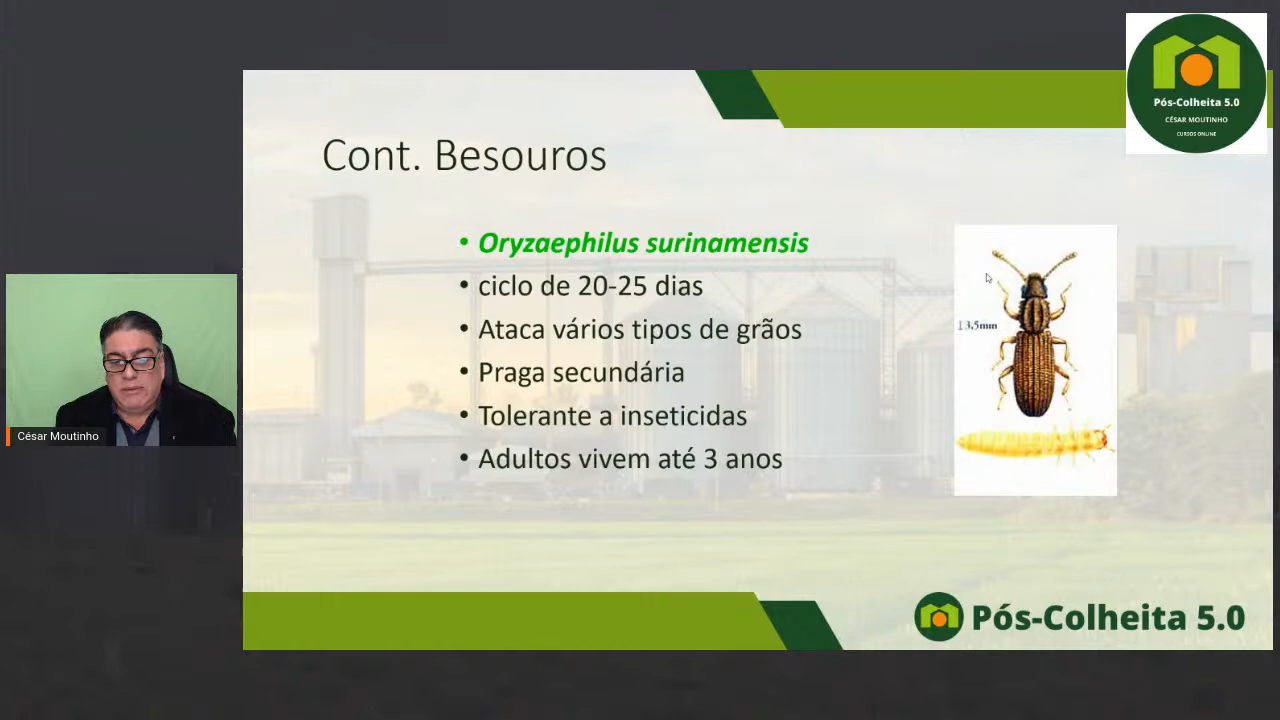 Pós-Colheita 5.0
CÉSAR MOUTINHO
CURSOS ONLINE
Cont. Besouros
• Oryzaephilus surinamensis
• ciclo de 20-25 dias
• Ataca vários tipos de grãos
• Praga secundária
• Tolerante a inseticidas
• Adultos vivem até 3 anos
3,5mm
César Moutinho
Pós-Colheita 5.0